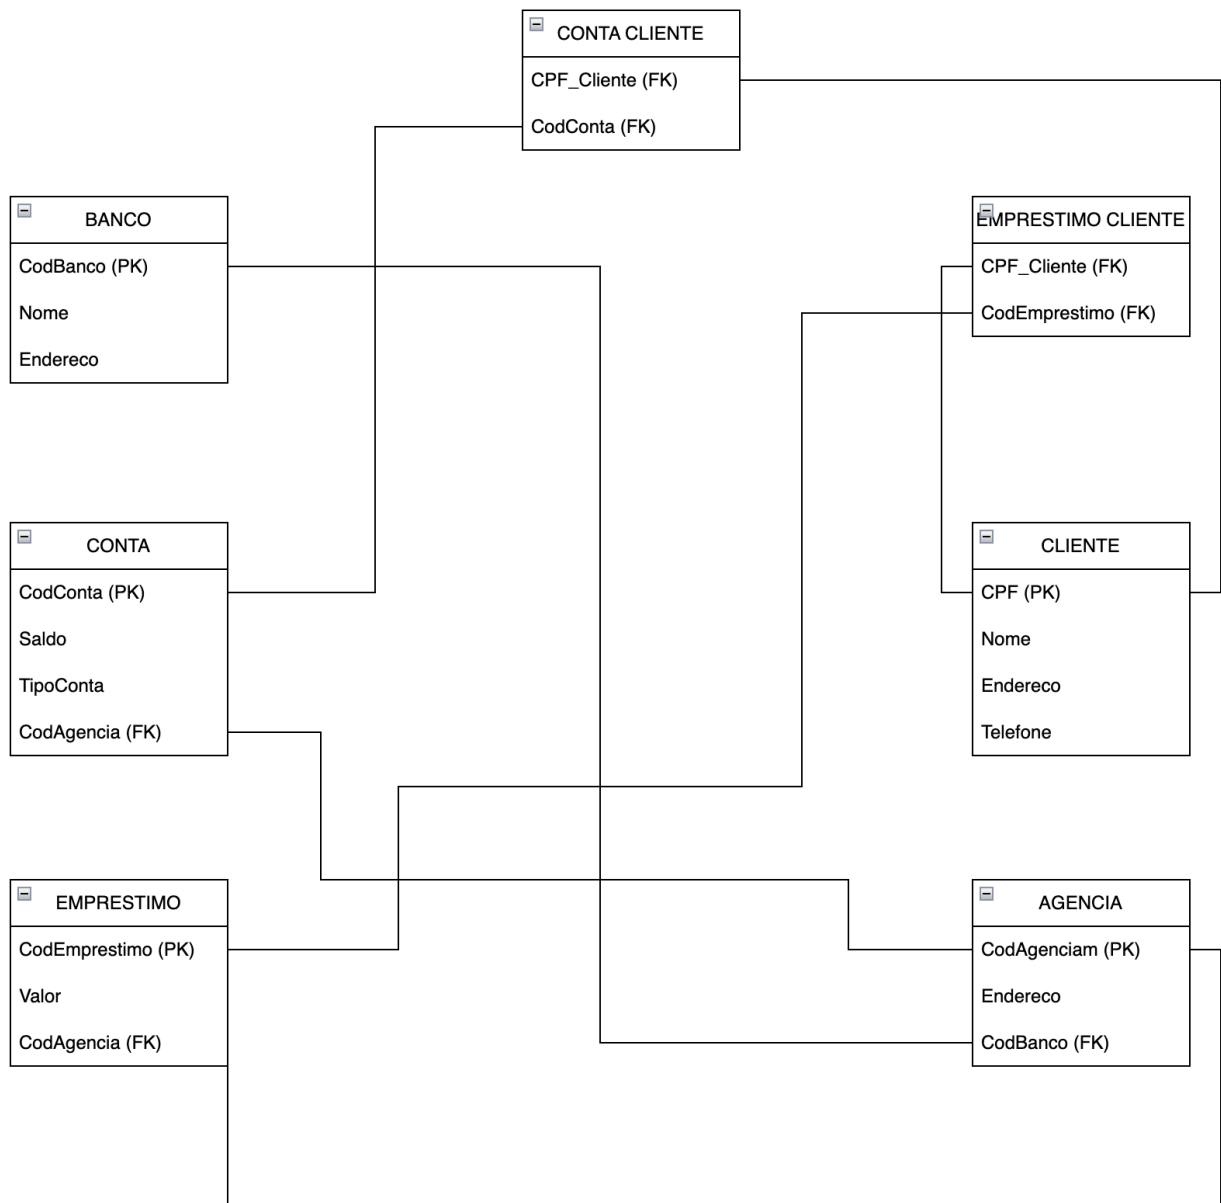 CONTA CLIENTE
CPF_Cliente (FK)
CodConta (FK)
BANCO
CodBanco (PK)
Nome
Endereco
EMPRESTIMO CLIENTE
CPF_Cliente (FK)
CodEmprestimo (FK)
CONTA
CodConta (PK)
Saldo
TipoConta
CodAgencia (FK)
CLIENTE
CPF (PK)
Nome
Endereco
Telefone
EMPRESTIMO
CodEmprestimo (PK)
Valor
CodAgencia (FK)
AGENCIA
CodAgenciam (PK)
Endereco
CodBanco (FK)